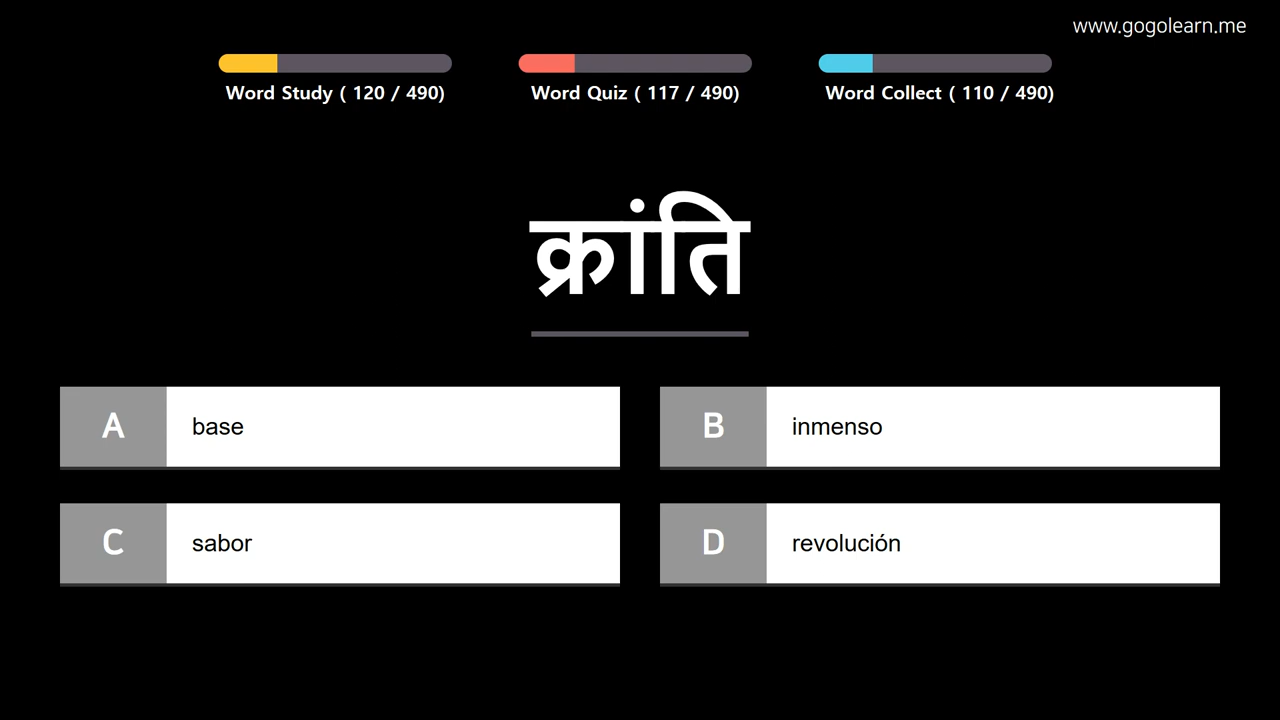 www.gogolearn.me
Word Study ( 120 / 490)
Word Quiz ( 117 / 490)
Word Collect ( 110 / 490)
क्रांति
A base
B inmenso
C sabor
D revolución